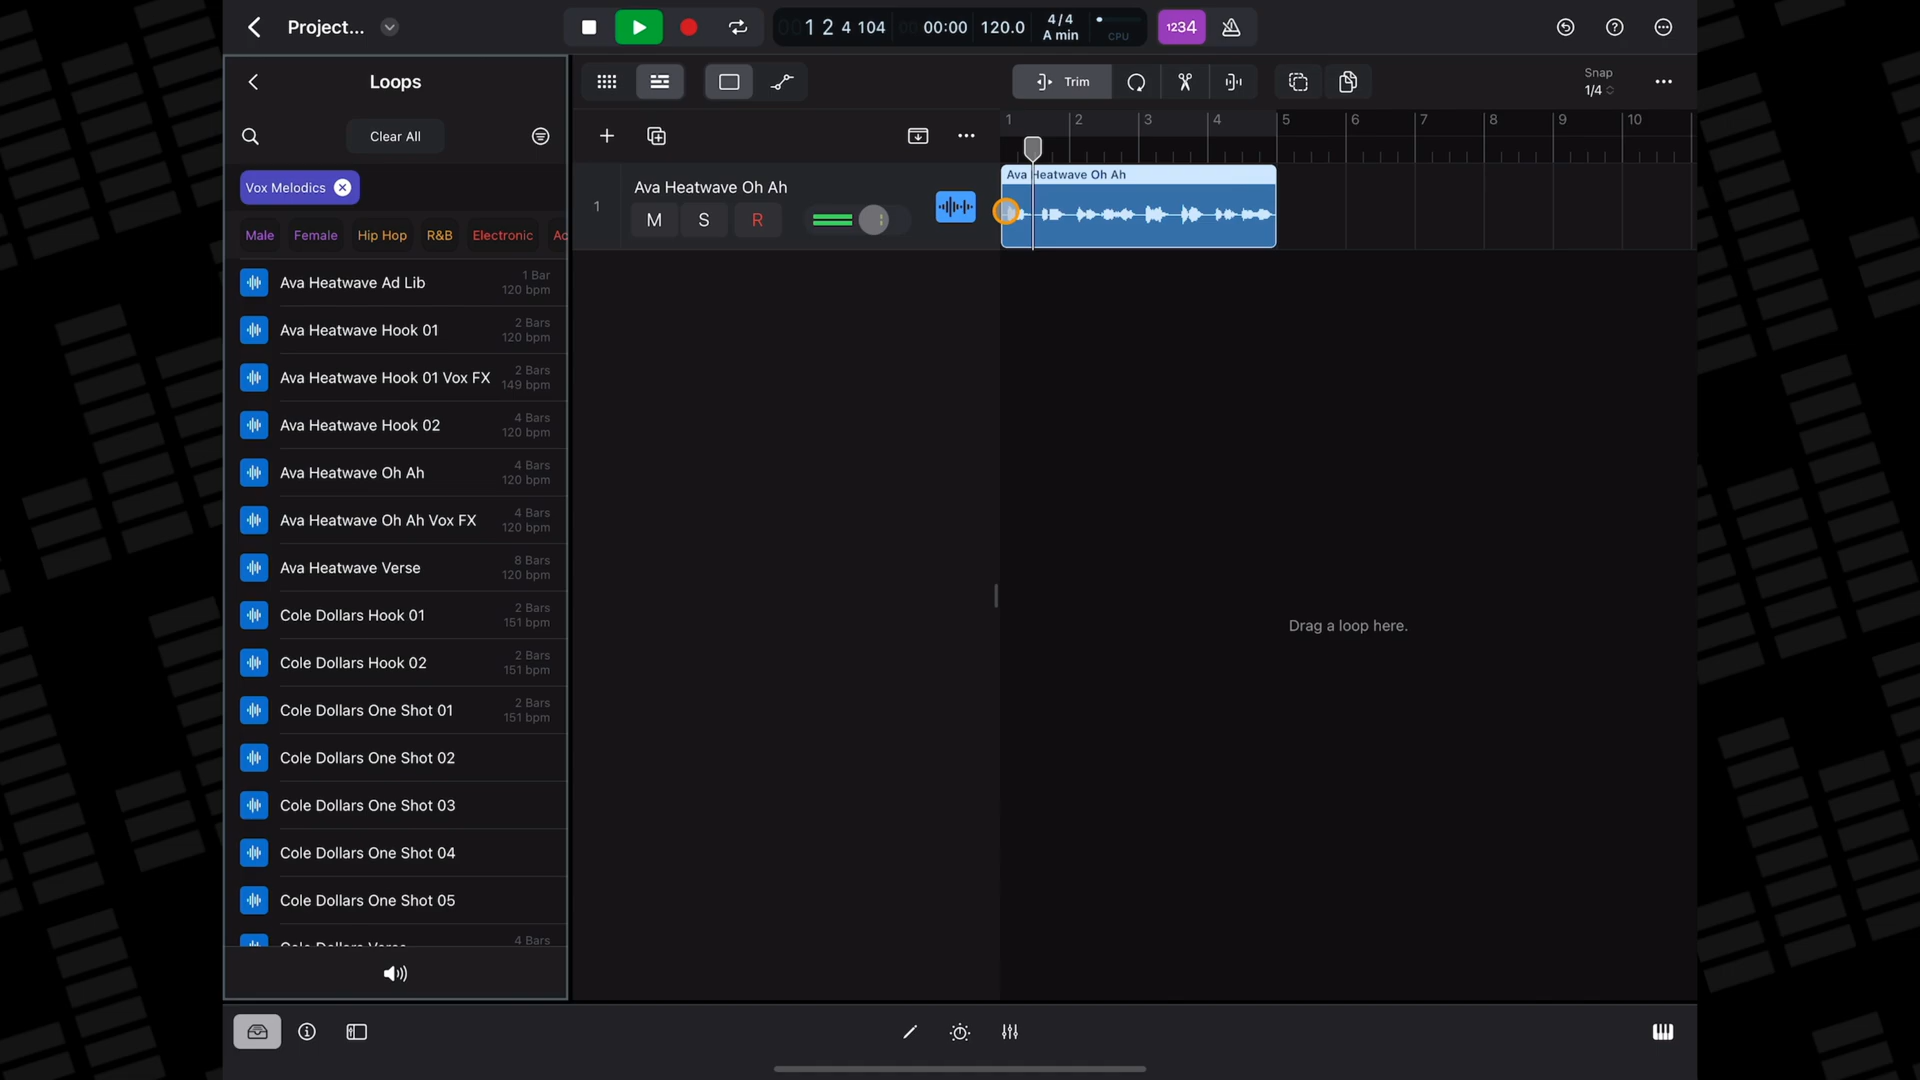 Project...
1 2 4 104
00:00
120.0
4/4
A min
CPU
1234
Loops
Trim
Snap
1/4
Clear All
Vox Melodics
Male Female Hip Hop R&B Electronic Ac
Ava Heatwave Ad Lib
1 Bar
120 bpm
Ava Heatwave Hook 01
2 Bars
120 bpm
Ava Heatwave Hook 01 Vox FX
2 Bars
149 bpm
Ava Heatwave Hook 02
4 Bars
120 bpm
Ava Heatwave Oh Ah
4 Bars
120 bpm
Ava Heatwave Oh Ah Vox FX
4 Bars
120 bpm
Ava Heatwave Verse
8 Bars
120 bpm
Cole Dollars Hook 01
2 Bars
151 bpm
Cole Dollars Hook 02
2 Bars
151 bpm
Cole Dollars One Shot 01
2 Bars
151 bpm
Cole Dollars One Shot 02
Cole Dollars One Shot 03
Cole Dollars One Shot 04
Cole Dollars One Shot 05
Cole Dollars Verse
4 Bars
1
Ava Heatwave Oh Ah
M S R
1 2 3 4 5 6 7 8 9 10
Ava Heatwave Oh Ah
Drag a loop here.